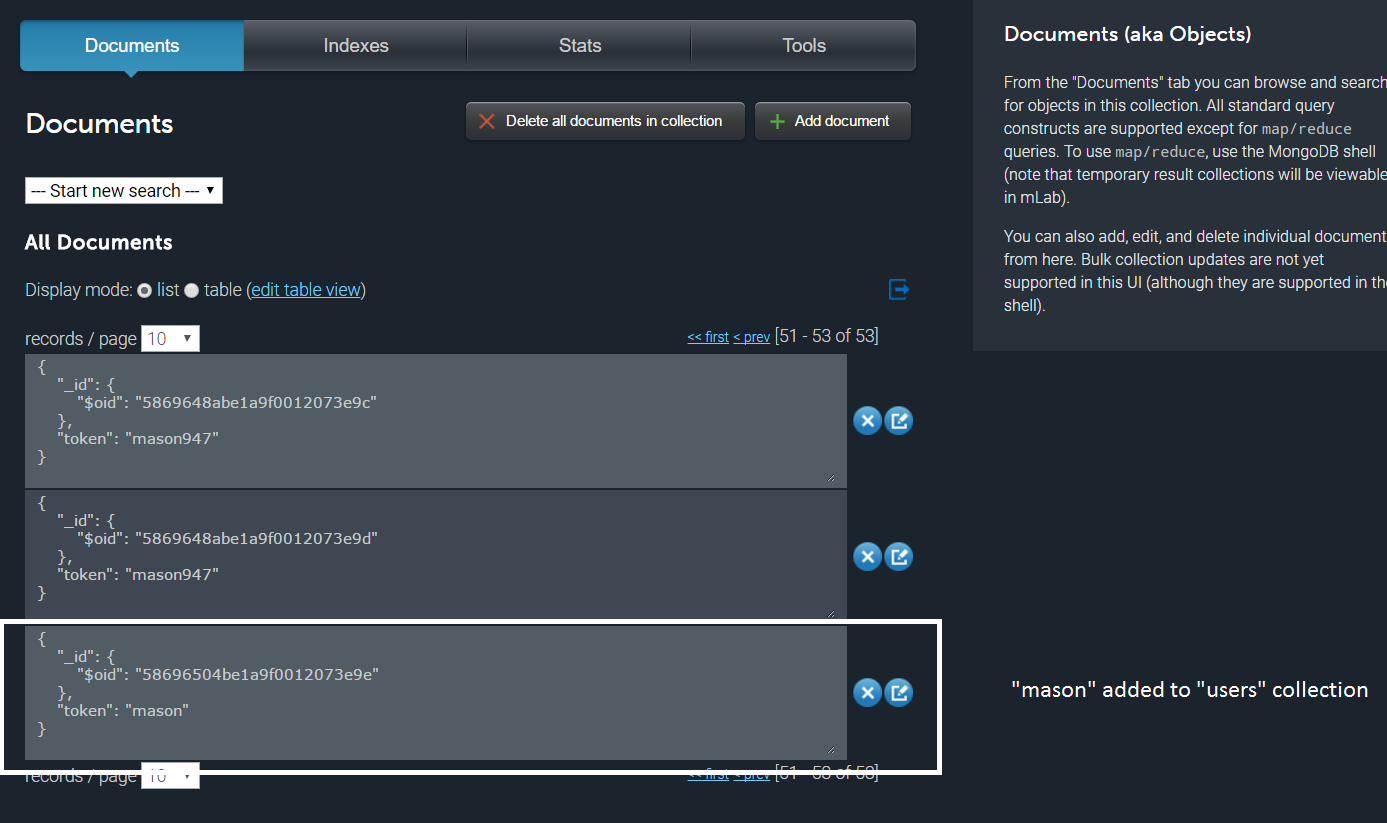 Documents Indexes Stats Tools
Documents
Delete all documents in collection
Add document
--- Start new search ---
All Documents
Display mode: list table (edit table view)
records / page 10
<< first < prev [51 - 53 of 53]
{
"_id": {
"$oid": "5869648abe1a9f0012073e9c"
},
"token": "mason947"
}
{
"_id": {
"$oid": "5869648abe1a9f0012073e9d"
},
"token": "mason947"
}
{
"_id": {
"$oid": "58696504be1a9f0012073e9e"
},
"token": "mason"
}
records / page 10
<< first < prev [51 - 53 of 53]
Documents (aka Objects)
From the "Documents" tab you can browse and search
for objects in this collection. All standard query
constructs are supported except for map/reduce
queries. To use map/reduce, use the MongoDB shell
(note that temporary result collections will be viewable
in mLab).
You can also add, edit, and delete individual document
from here. Bulk collection updates are not yet
supported in this UI (although they are supported in the
shell).
"mason" added to "users" collection